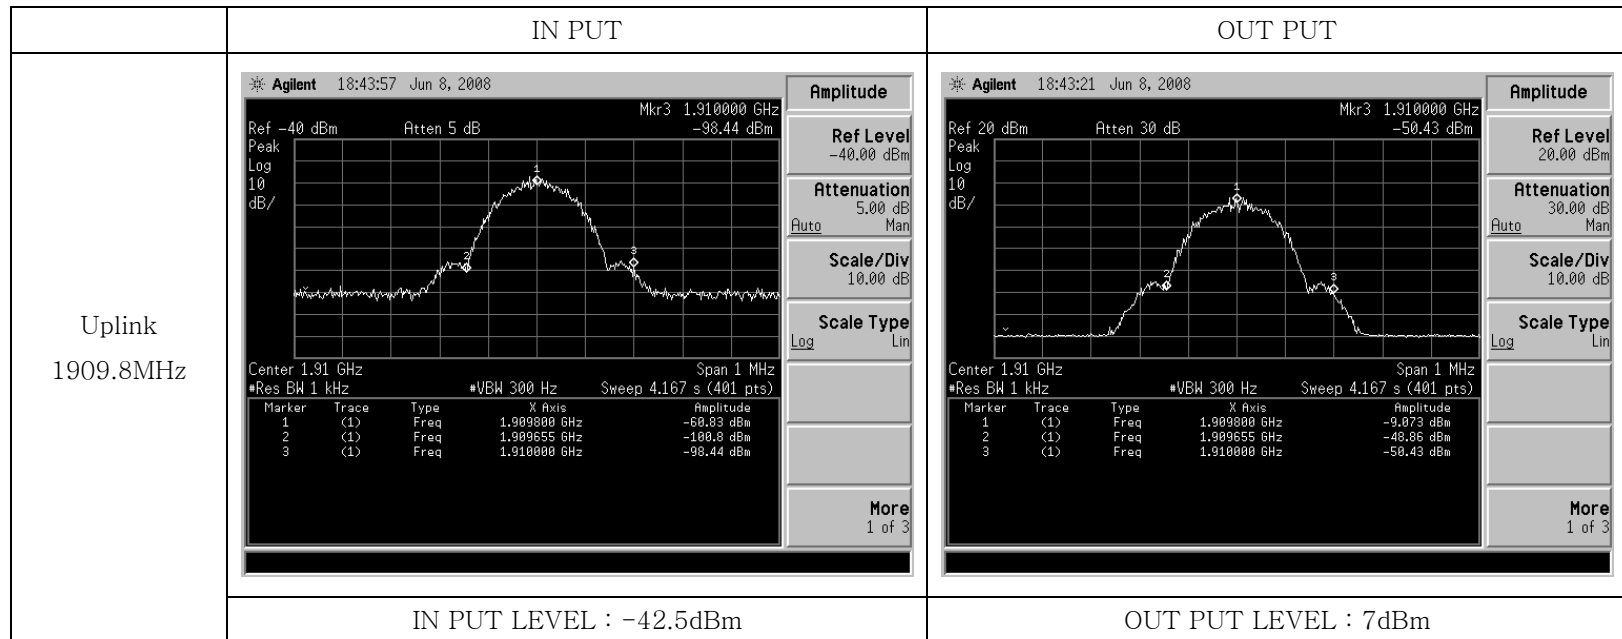 IN PUT
OUT PUT
Uplink
1909.8MHz
Agilent 18:43:57 Jun 8, 2008
Mkr3 1.910000 GHz
Ref -40 dBm Atten 5 dB -98.44 dBm
Peak
Log
10
dB/
1
2
3
Center 1.91 GHz Span 1 MHz
#Res BW 1 kHz #VBW 300 Hz Sweep 4.167 s (401 pts)
Marker Trace Type X Axis Amplitude
1 (1) Freq 1.909800 GHz -60.83 dBm
2 (1) Freq 1.909655 GHz -100.8 dBm
3 (1) Freq 1.910000 GHz -98.44 dBm
Amplitude
Ref Level
-40.00 dBm
Attenuation
5.00 dB
Auto Man
Scale/Div
10.00 dB
Scale Type
Log Lin
More
1 of 3
Agilent 18:43:21 Jun 8, 2008
Mkr3 1.910000 GHz
Ref 20 dBm Atten 30 dB -50.43 dBm
Peak
Log
10
dB/
1
2
3
Center 1.91 GHz Span 1 MHz
#Res BW 1 kHz #VBW 300 Hz Sweep 4.167 s (401 pts)
Marker Trace Type X Axis Amplitude
1 (1) Freq 1.909800 GHz -9.073 dBm
2 (1) Freq 1.909655 GHz -48.86 dBm
3 (1) Freq 1.910000 GHz -50.43 dBm
Amplitude
Ref Level
20.00 dBm
Attenuation
30.00 dB
Auto Man
Scale/Div
10.00 dB
Scale Type
Log Lin
More
1 of 3
IN PUT LEVEL : -42.5dBm
OUT PUT LEVEL : 7dBm